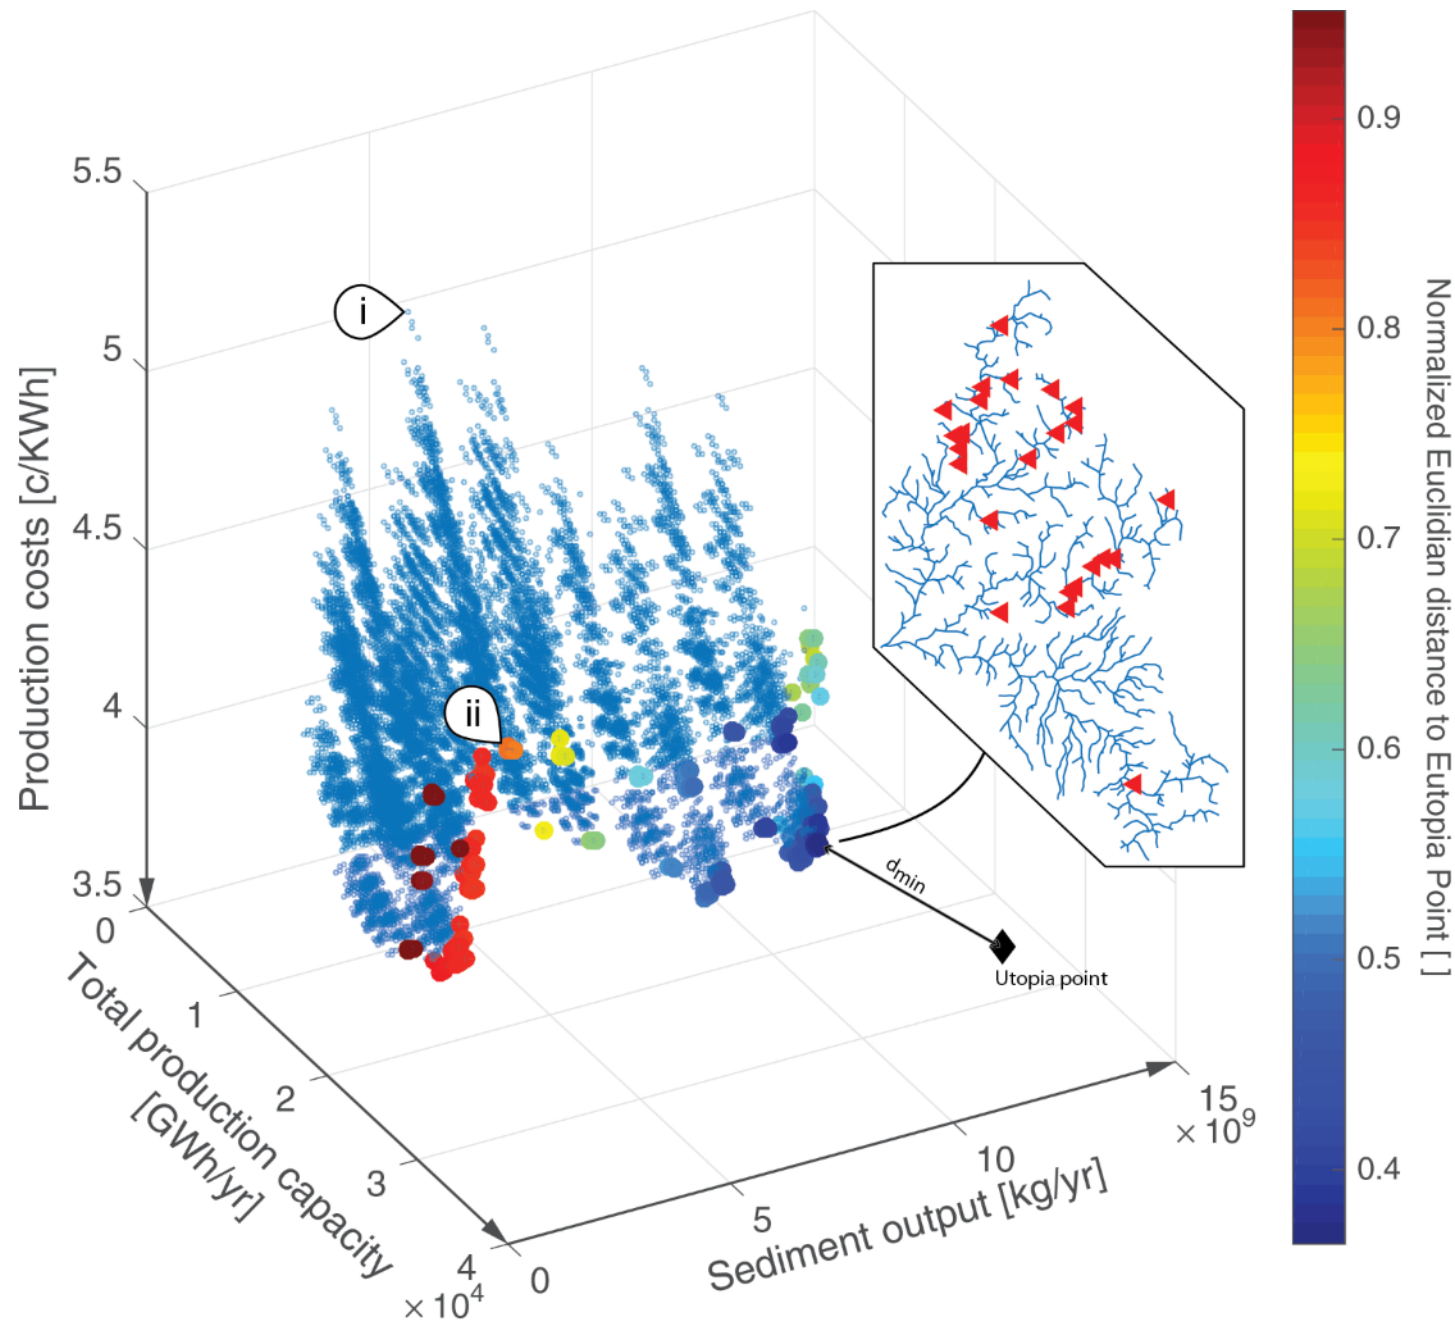 5.5
5
4.5
4
3.5
Production costs [c/KWh]
0
1
2
3
4
× 10⁴
Total production capacity
[GWh/yr]
0
5
10
15
× 10⁹
Sediment output [kg/yr]
i
ii
dmin
Utopia point
0.9
0.8
0.7
0.6
0.5
0.4
Normalized Euclidian distance to Eutopia Point [ ]